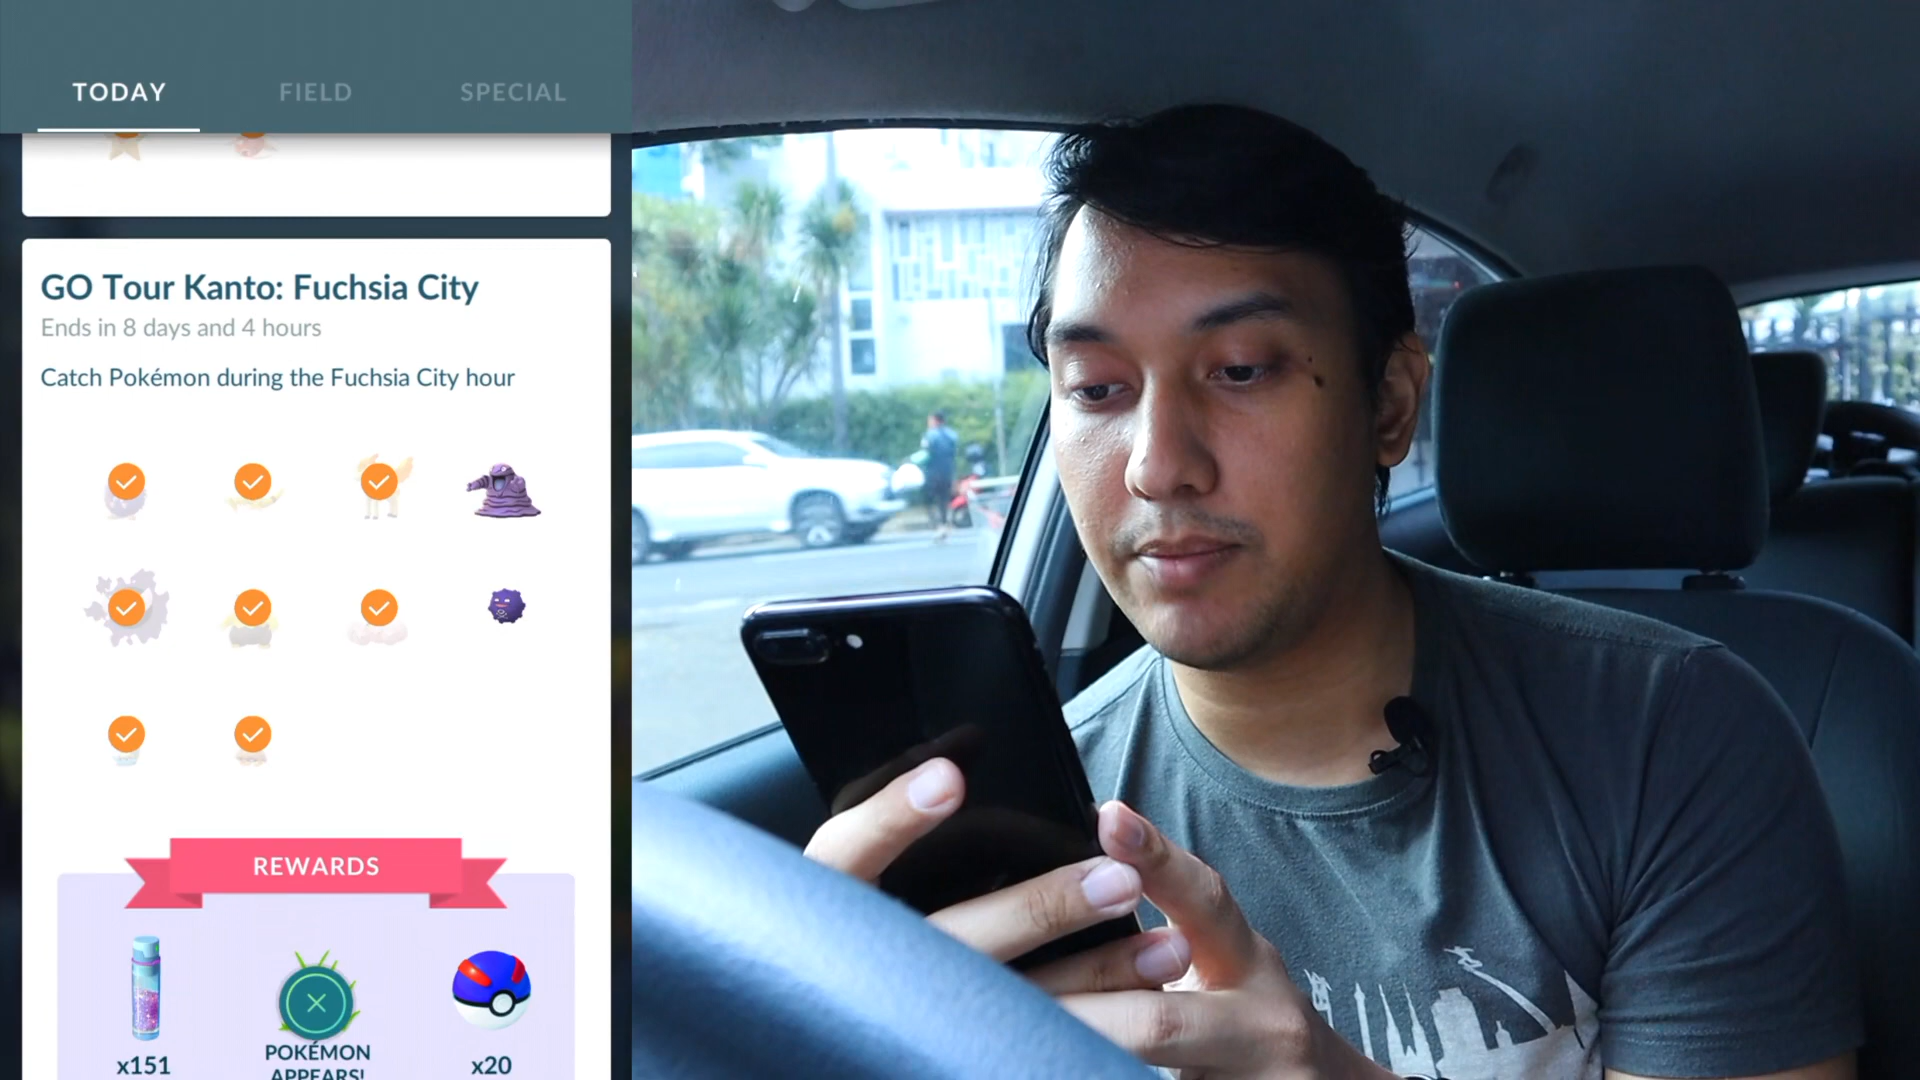 TODAY FIELD SPECIAL
GO Tour Kanto: Fuchsia City
Ends in 8 days and 4 hours
Catch Pokémon during the Fuchsia City hour
REWARDS
x151
POKÉMON
APPEARS!
x20